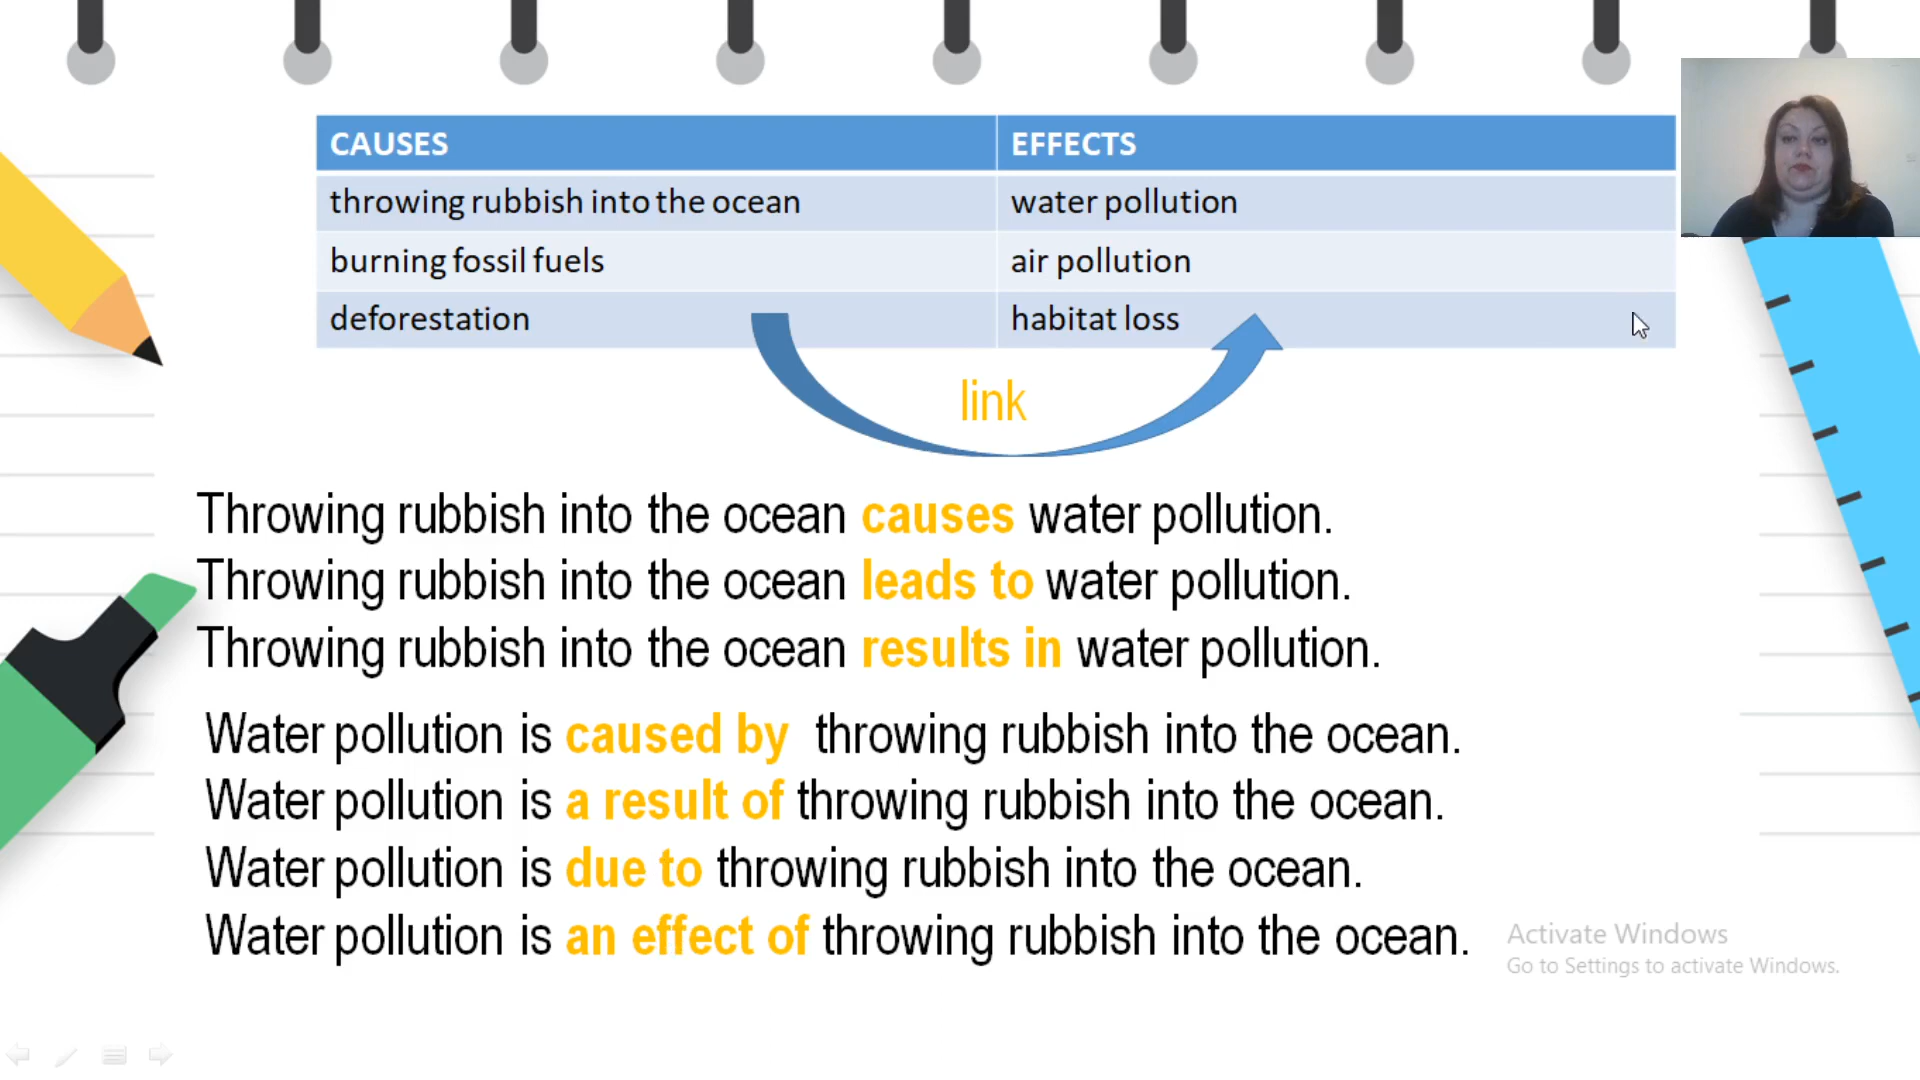 CAUSES EFFECTS
throwing rubbish into the ocean water pollution
burning fossil fuels air pollution
deforestation habitat loss
link
Throwing rubbish into the ocean causes water pollution.
Throwing rubbish into the ocean leads to water pollution.
Throwing rubbish into the ocean results in water pollution.
Water pollution is caused by throwing rubbish into the ocean.
Water pollution is a result of throwing rubbish into the ocean.
Water pollution is due to throwing rubbish into the ocean.
Water pollution is an effect of throwing rubbish into the ocean.
Activate Windows
Go to Settings to activate Windows.